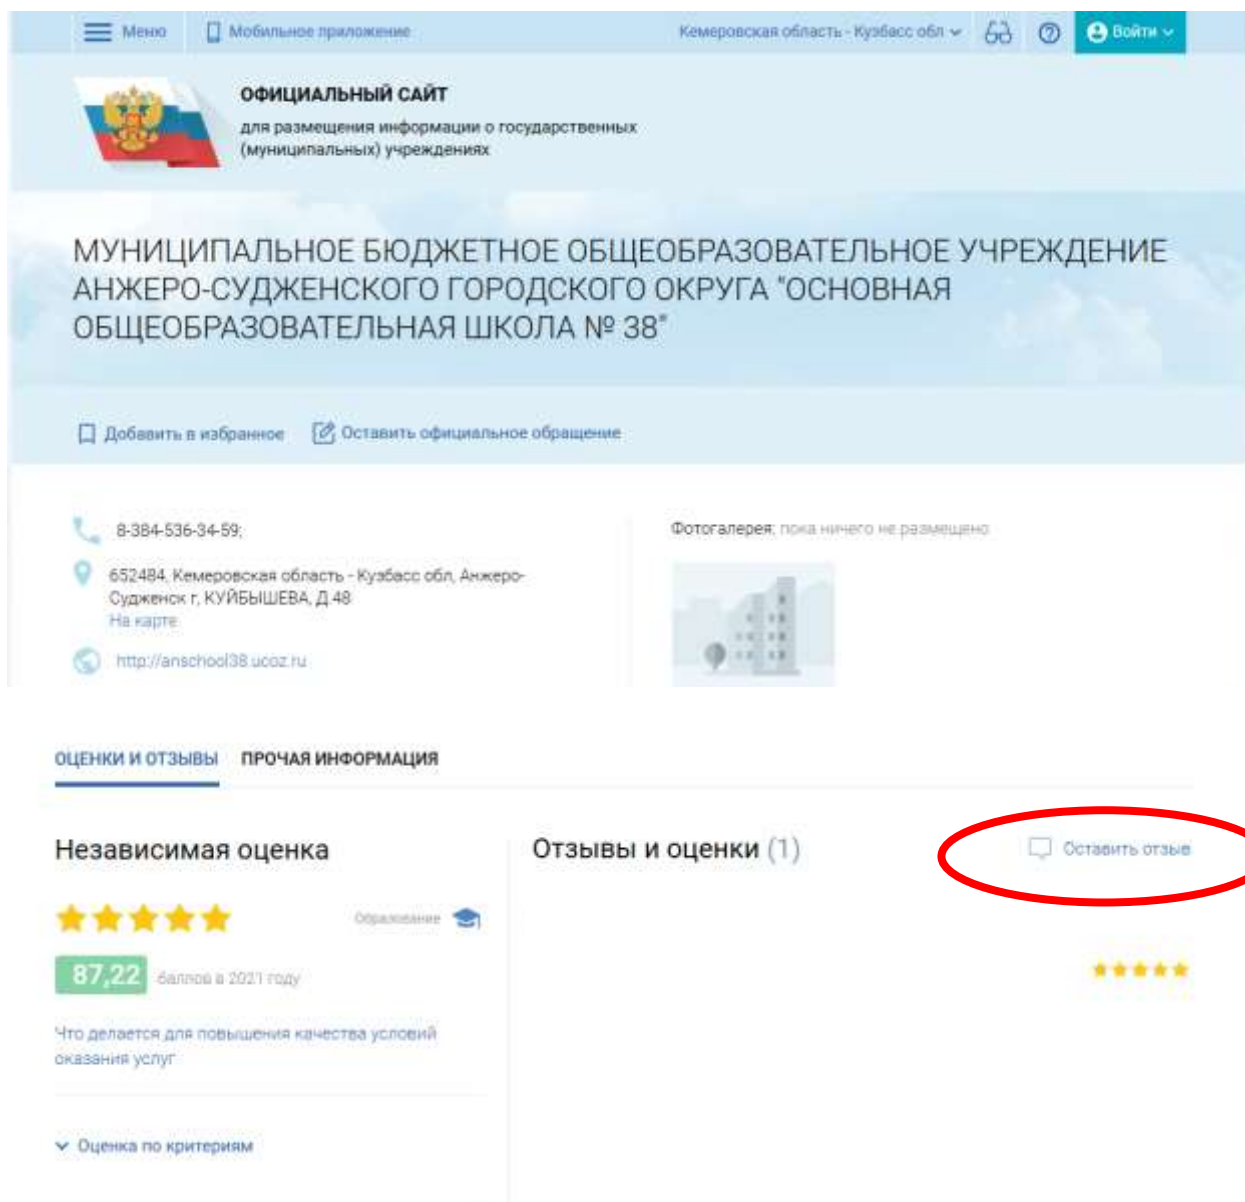 Меню
Мобильное приложение
Кемеровская область - Кузбасс обл
Войти
ОФИЦИАЛЬНЫЙ САЙТ
для размещения информации о государственных
(муниципальных) учреждениях
МУНИЦИПАЛЬНОЕ БЮДЖЕТНОЕ ОБЩЕОБРАЗОВАТЕЛЬНОЕ УЧРЕЖДЕНИЕ
АНЖЕРО-СУДЖЕНСКОГО ГОРОДСКОГО ОКРУГА "ОСНОВНАЯ
ОБЩЕОБРАЗОВАТЕЛЬНАЯ ШКОЛА № 38"
Добавить в избранное
Оставить официальное обращение
8-384-536-34-59;
652484, Кемеровская область - Кузбасс обл, Анжеро-
Судженск г, КУЙБЫШЕВА, Д.48
На карте
http://anschool38.ucoz.ru
Фотогалерея: пока ничего не размещено
ОЦЕНКИ И ОТЗЫВЫ
ПРОЧАЯ ИНФОРМАЦИЯ
Независимая оценка
Образование
87,22 баллов в 2021 году
Что делается для повышения качества условий
оказания услуг
Оценка по критериям
Отзывы и оценки (1)
Оставить отзыв